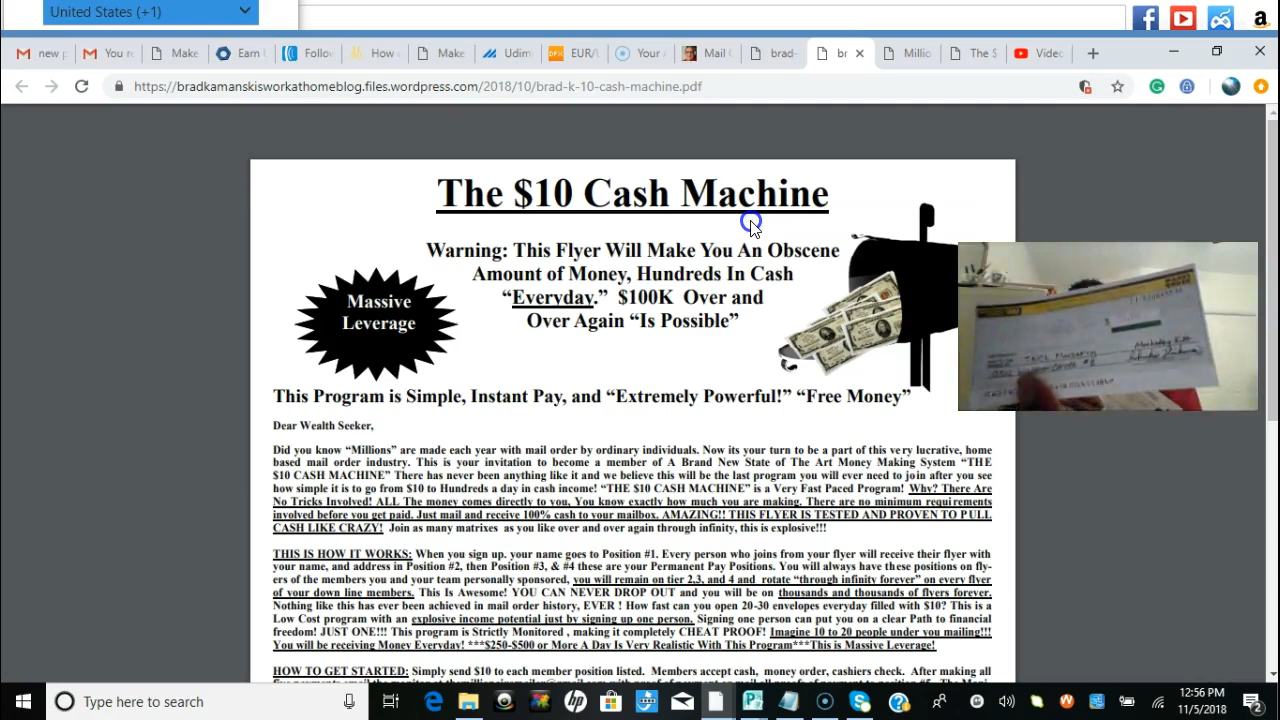 United States (+1)
new p
You re
Make
Earn
Follov
How
Make
Udim
EUR/
Your
Mail
brad-
br
Millio
The $
Video
https://bradkamanskisworkathomeblog.files.wordpress.com/2018/10/brad-k-10-cash-machine.pdf
The $10 Cash Machine
Warning: This Flyer Will Make You An Obscene
Amount of Money, Hundreds In Cash
“Everyday.” $100K Over and
Over Again “Is Possible”
Massive
Leverage
This Program is Simple, Instant Pay, and “Extremely Powerful!” “Free Money”
Dear Wealth Seeker,
Did you know “Millions” are made each year with mail order by ordinary individuals. Now its your turn to be a part of this very lucrative, home
based mail order industry. This is your invitation to become a member of A Brand New State of The Art Money Making System “THE
$10 CASH MACHINE” There has never been anything like it and we believe this will be the last program you will ever need to join after you see
how simple it is to go from $10 to Hundreds a day in cash income! “THE $10 CASH MACHINE” is a Very Fast Paced Program! Why? There Are
No Tricks Involved! ALL The money comes directly to you, You know exactly how much you are making. There are no minimum requirements
involved before you get paid. Just mail and receive 100% cash to your mailbox. AMAZING!! THIS FLYER IS TESTED AND PROVEN TO PULL
CASH LIKE CRAZY! Join as many matrixes as you like over and over again through infinity, this is explosive!!!
THIS IS HOW IT WORKS: When you sign up, your name goes to Position #1. Every person who joins from your flyer will receive their flyer with
your name, and address in Position #2, then Position #3, & #4 these are your Permanent Pay Positions. You will always have these positions on fly-
ers of the members you and your team personally sponsored, you will remain on tier 2,3, and 4 and rotate “through infinity forever” on every flyer
of your down line members. This Is Awesome! YOU CAN NEVER DROP OUT and you will be on thousands and thousands of flyers forever.
Nothing like this has ever been achieved in mail order history, EVER ! How fast can you open 20-30 envelopes everyday filled with $10? This is a
Low Cost program with an explosive income potential just by signing up one person. Signing one person can put you on a clear Path to financial
freedom! JUST ONE!!! This program is Strictly Monitored , making it completely CHEAT PROOF! Imagine 10 to 20 people under you mailing!!!
You will be receiving Money Everyday! ***$250-$500 or More A Day Is Very Realistic With This Program***This is Massive Leverage!
HOW TO GET STARTED: Simply send $10 to each member position listed. Members accept cash, money order, cashiers check. After making all
Type here to search
12:56 PM
11/5/2018